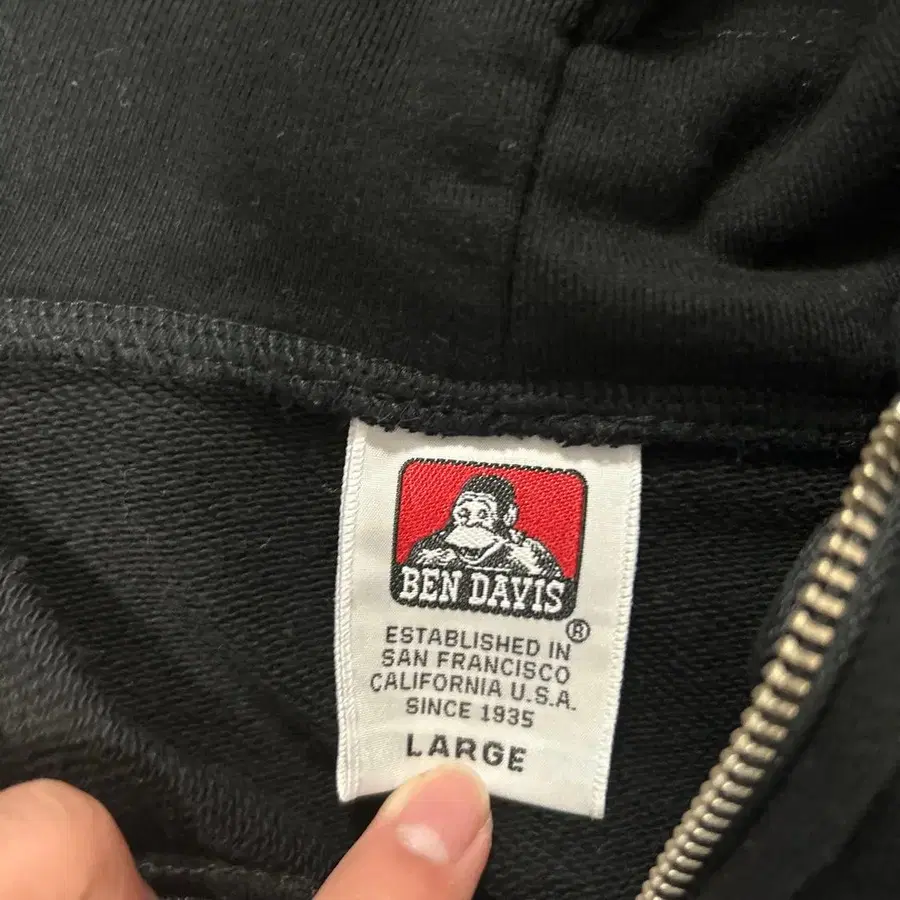 BEN DAVIS
®
ESTABLISHED IN
SAN FRANCISCO
CALIFORNIA U.S.A.
SINCE 1935
LARGE